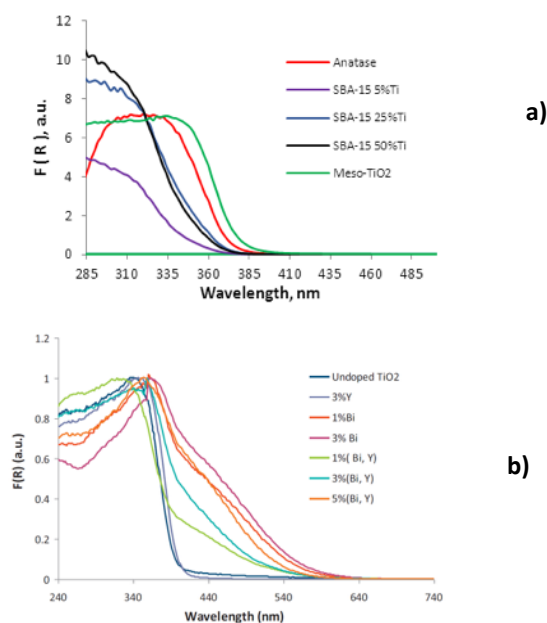 12
10
8
6
4
2
0
F ( R ) , a.u.
285 310 335 360 385 410 435 460 485
Wavelength, nm
Anatase
SBA-15 5%Ti
SBA-15 25%Ti
SBA-15 50%Ti
Meso-TiO2
a)
1.2
1
0.8
0.6
0.4
0.2
0
F(R) (a.u.)
240 340 440 540 640 740
Wavelength (nm)
Undoped TiO2
3%Y
1%Bi
3% Bi
1%( Bi, Y)
3%(Bi, Y)
5%(Bi, Y)
b)